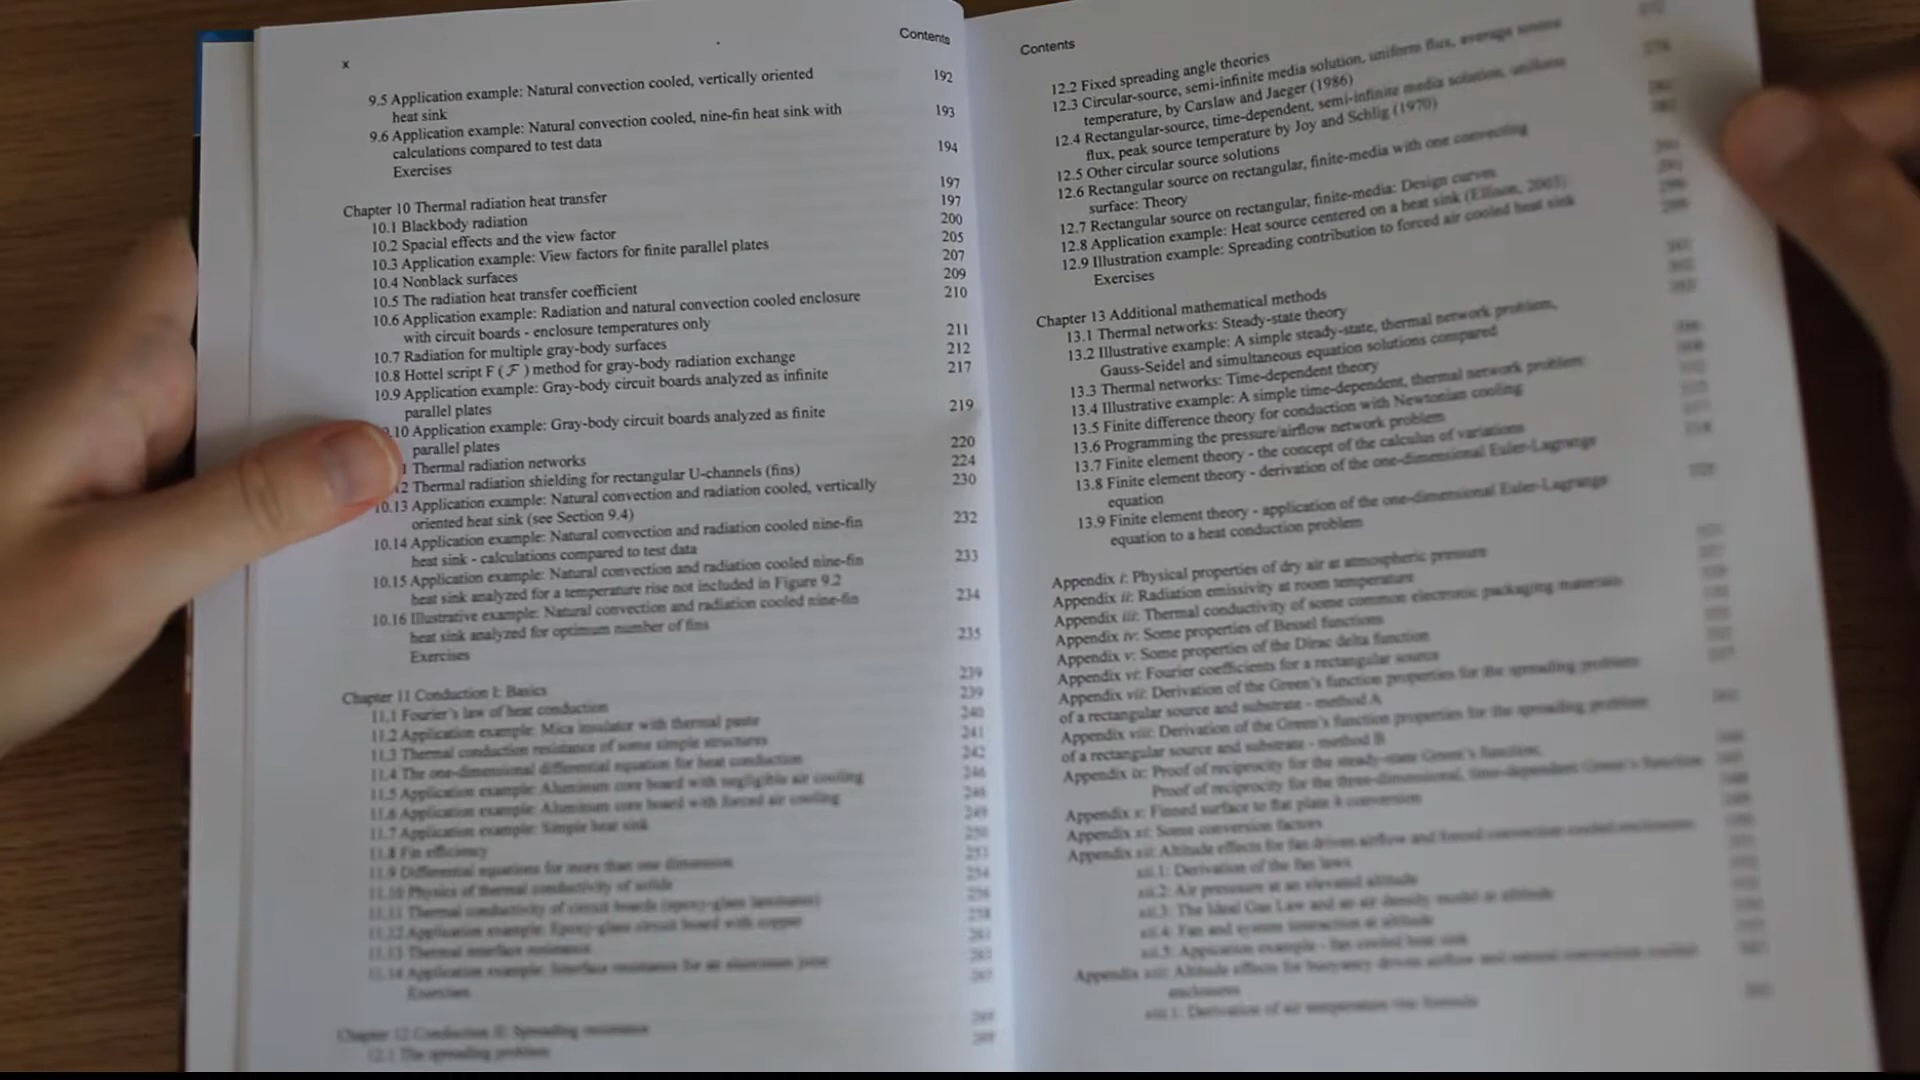 x
Contents
9.5 Application example: Natural convection cooled, vertically oriented
heat sink 192
9.6 Application example: Natural convection cooled, nine-fin heat sink with
calculations compared to test data 193
Exercises 194
Chapter 10 Thermal radiation heat transfer 197
10.1 Blackbody radiation 197
10.2 Spacial effects and the view factor 200
10.3 Application example: View factors for finite parallel plates 205
10.4 Nonblack surfaces 207
10.5 The radiation heat transfer coefficient 209
10.6 Application example: Radiation and natural convection cooled enclosure 210
with circuit boards - enclosure temperatures only
10.7 Radiation for multiple gray-body surfaces 211
10.8 Hottel script F (ℱ) method for gray-body radiation exchange 212
10.9 Application example: Gray-body circuit boards analyzed as infinite 217
parallel plates
.10 Application example: Gray-body circuit boards analyzed as finite 219
parallel plates
1 Thermal radiation networks 220
12 Thermal radiation shielding for rectangular U-channels (fins) 224
10.13 Application example: Natural convection and radiation cooled, vertically 230
oriented heat sink (see Section 9.4)
10.14 Application example: Natural convection and radiation cooled nine-fin 232
heat sink - calculations compared to test data
10.15 Application example: Natural convection and radiation cooled nine-fin 233
heat sink analyzed for a temperature rise not included in Figure 9.2
10.16 Illustrative example: Natural convection and radiation cooled nine-fin 234
heat sink analyzed for optimum number of fins
Exercises 235
Chapter 11 Conduction I: Basics 239
11.1 Fourier's law of heat conduction 239
11.2 Application example: Mica insulator with thermal paste 240
11.3 Thermal conduction resistance of some simple structures 241
11.4 The one-dimensional differential equation for heat conduction 242
11.5 Application example: Aluminum core board with negligible air cooling 246
11.6 Application example: Aluminum core board with forced air cooling
11.7 Application example: Simple heat sink
11.8 Fin efficiency
11.9 Differential equations for more than one dimension
11.10 Physics of thermal conductivity of solids
11.11 Thermal conductivity of circuit boards (epoxy-glass laminates)
11.12 Application example: Epoxy-glass circuit board with copper
11.13 Thermal interface resistance
11.14 Application example: Interface resistance for an aluminum joint
Exercises
Chapter 12 Conduction II: Spreading resistance
12.1 The spreading problem
Contents
12.2 Fixed spreading angle theories
12.3 Circular-source, semi-infinite media solution, uniform flux, average source
temperature, by Carslaw and Jaeger (1986)
12.4 Rectangular-source, time-dependent, semi-infinite media solution, uniform
flux, peak source temperature by Joy and Schlig (1970)
12.5 Other circular source solutions
12.6 Rectangular source on rectangular, finite-media with one convecting
surface: Theory
12.7 Rectangular source on rectangular, finite-media: Design curves
12.8 Application example: Heat source centered on a heat sink (Ellison, 2003)
12.9 Illustration example: Spreading contribution to forced air cooled heat sink
Exercises
Chapter 13 Additional mathematical methods
13.1 Thermal networks: Steady-state theory
13.2 Illustrative example: A simple steady-state, thermal network problem,
Gauss-Seidel and simultaneous equation solutions compared
13.3 Thermal networks: Time-dependent theory
13.4 Illustrative example: A simple time-dependent, thermal network problem
13.5 Finite difference theory for conduction with Newtonian cooling
13.6 Programming the pressure/airflow network problem
13.7 Finite element theory - the concept of the calculus of variations
13.8 Finite element theory - derivation of the one-dimensional Euler-Lagrange
equation
13.9 Finite element theory - application of the one-dimensional Euler-Lagrange
equation to a heat conduction problem
Appendix i: Physical properties of dry air at atmospheric pressure
Appendix ii: Radiation emissivity at room temperature
Appendix iii: Thermal conductivity of some common electronic packaging materials
Appendix iv: Some properties of Bessel functions
Appendix v: Some properties of the Dirac delta function
Appendix vi: Fourier coefficients for a rectangular source
Appendix vii: Derivation of the Green's function properties for the spreading problem
of a rectangular source and substrate - method A
Appendix viii: Derivation of the Green's function properties for the spreading problem
of a rectangular source and substrate - method B
Appendix ix: Proof of reciprocity for the steady-state Green's function;
Proof of reciprocity for the three-dimensional, time-dependent Green's function
Appendix x: Finned surface to flat plate h conversion
Appendix xi: Some conversion factors
Appendix xii: Altitude effects for fan driven airflow and forced convection cooled enclosures
xii.1: Derivation of the fan laws
xii.2: Air pressure at an elevated altitude
xii.3: The Ideal Gas Law and an air density model at altitude
xii.4: Fan and system interaction at altitude
xii.5: Application example - fan cooled heat sink
Appendix xiii: Altitude effects for buoyancy driven airflow and natural convection cooled
enclosures
xiii.1: Derivation of air temperature rise formula